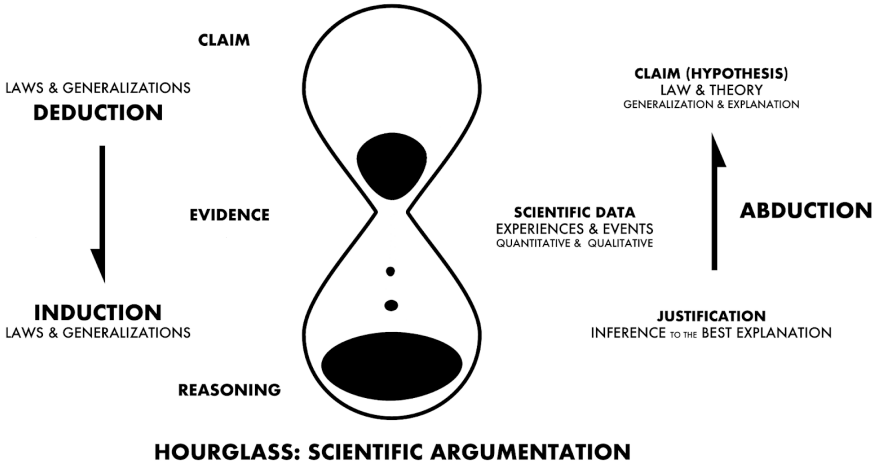 CLAIM
LAWS & GENERALIZATIONS
DEDUCTION
EVIDENCE
INDUCTION
LAWS & GENERALIZATIONS
REASONING
CLAIM (HYPOTHESIS)
LAW & THEORY
GENERALIZATION & EXPLANATION
SCIENTIFIC DATA
EXPERIENCES & EVENTS
QUANTITATIVE & QUALITATIVE
ABDUCTION
JUSTIFICATION
INFERENCE TO THE BEST EXPLANATION
HOURGLASS: SCIENTIFIC ARGUMENTATION